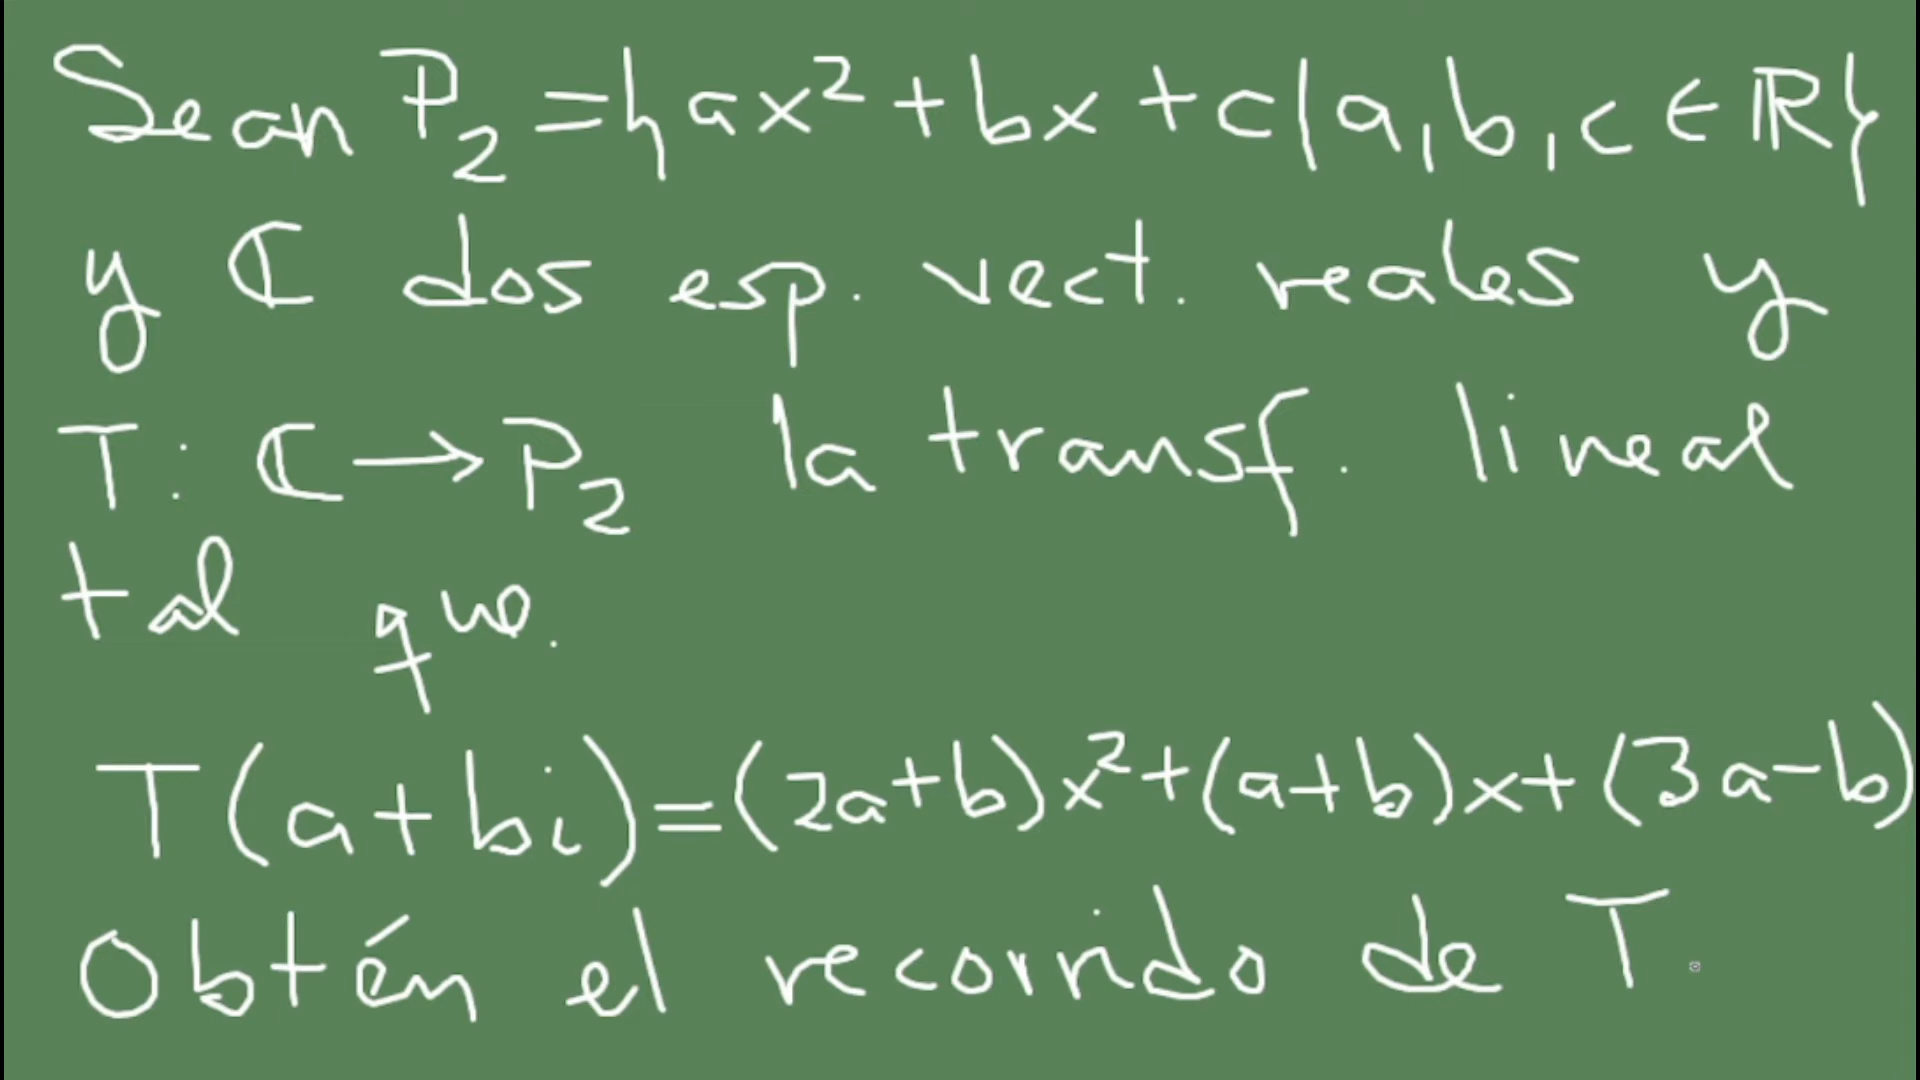 Sean P₂ = {ax² + bx + c | a, b, c ∈ ℝ}
y ℂ dos esp. vect. reales y
T: ℂ → P₂ la transf. lineal
tal que.
T(a+bi)=(2a+b)x²+(a+b)x+(3a-b)
Obtén el recorrido de T.